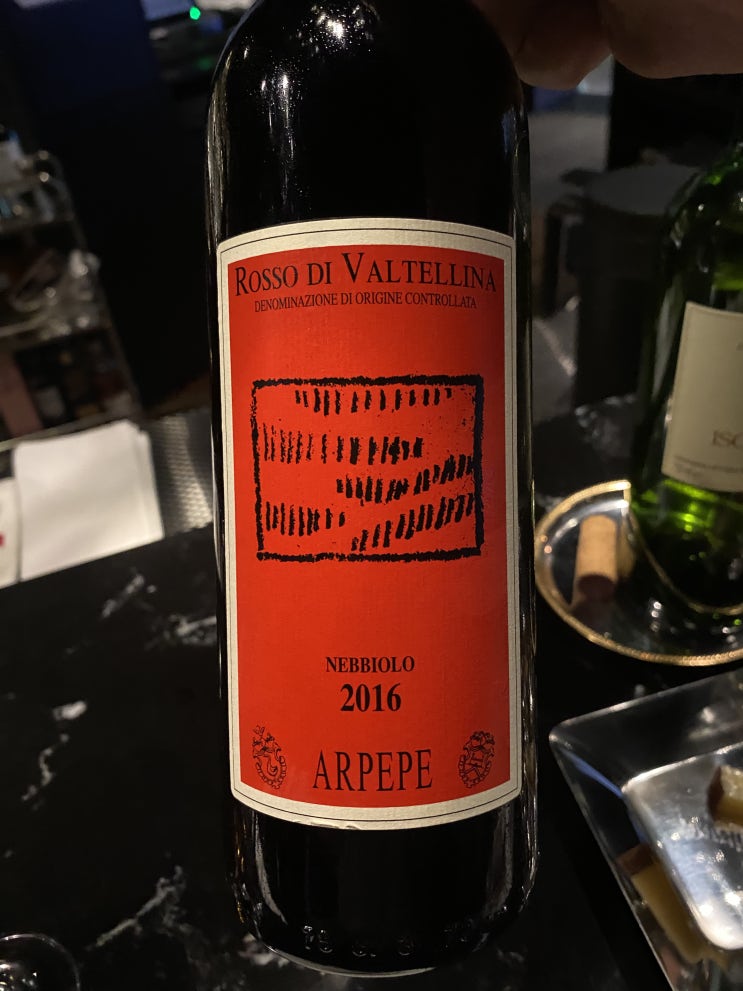 ROSSO DI VALTELLINA
DENOMINAZIONE DI ORIGINE CONTROLLATA
NEBBIOLO
2016
ARPEPE